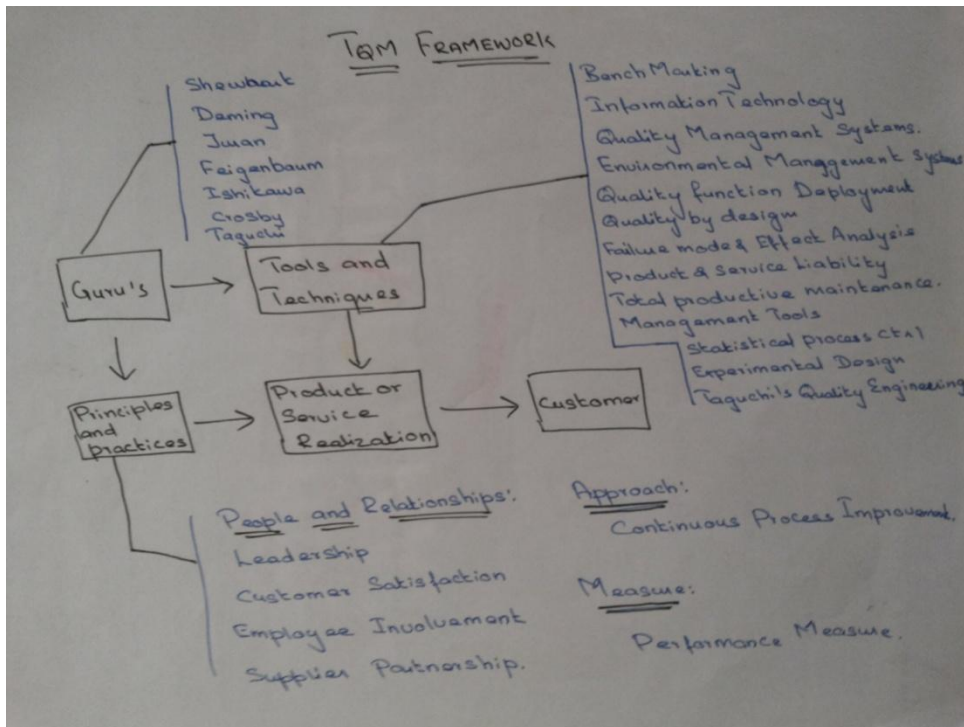 TQM FRAMEWORK
Shewhart
Deming
Juran
Feigenbaum
Ishikawa
Crosby
Taguchi
Bench Marking
Information Technology
Quality Management Systems.
Environmental Manggement System
Quality function Deployment
Quality by design
Failure mode & Effect Analysis
Product & Service Liability
Total productive maintenance.
Management Tools
Statistical process Ctrl
Experimental Design
Taguchi's Quality Engineering
Guru's
Tools and
Techniques
Principles
and
practices
Product or
Service
Realization
Customer
People and Relationships:
Leadership
Customer Satisfaction
Employee Involvement
Supplier Partnership.
Approach:
Continuous Process Improvement.
Measure:
Performance Measure.